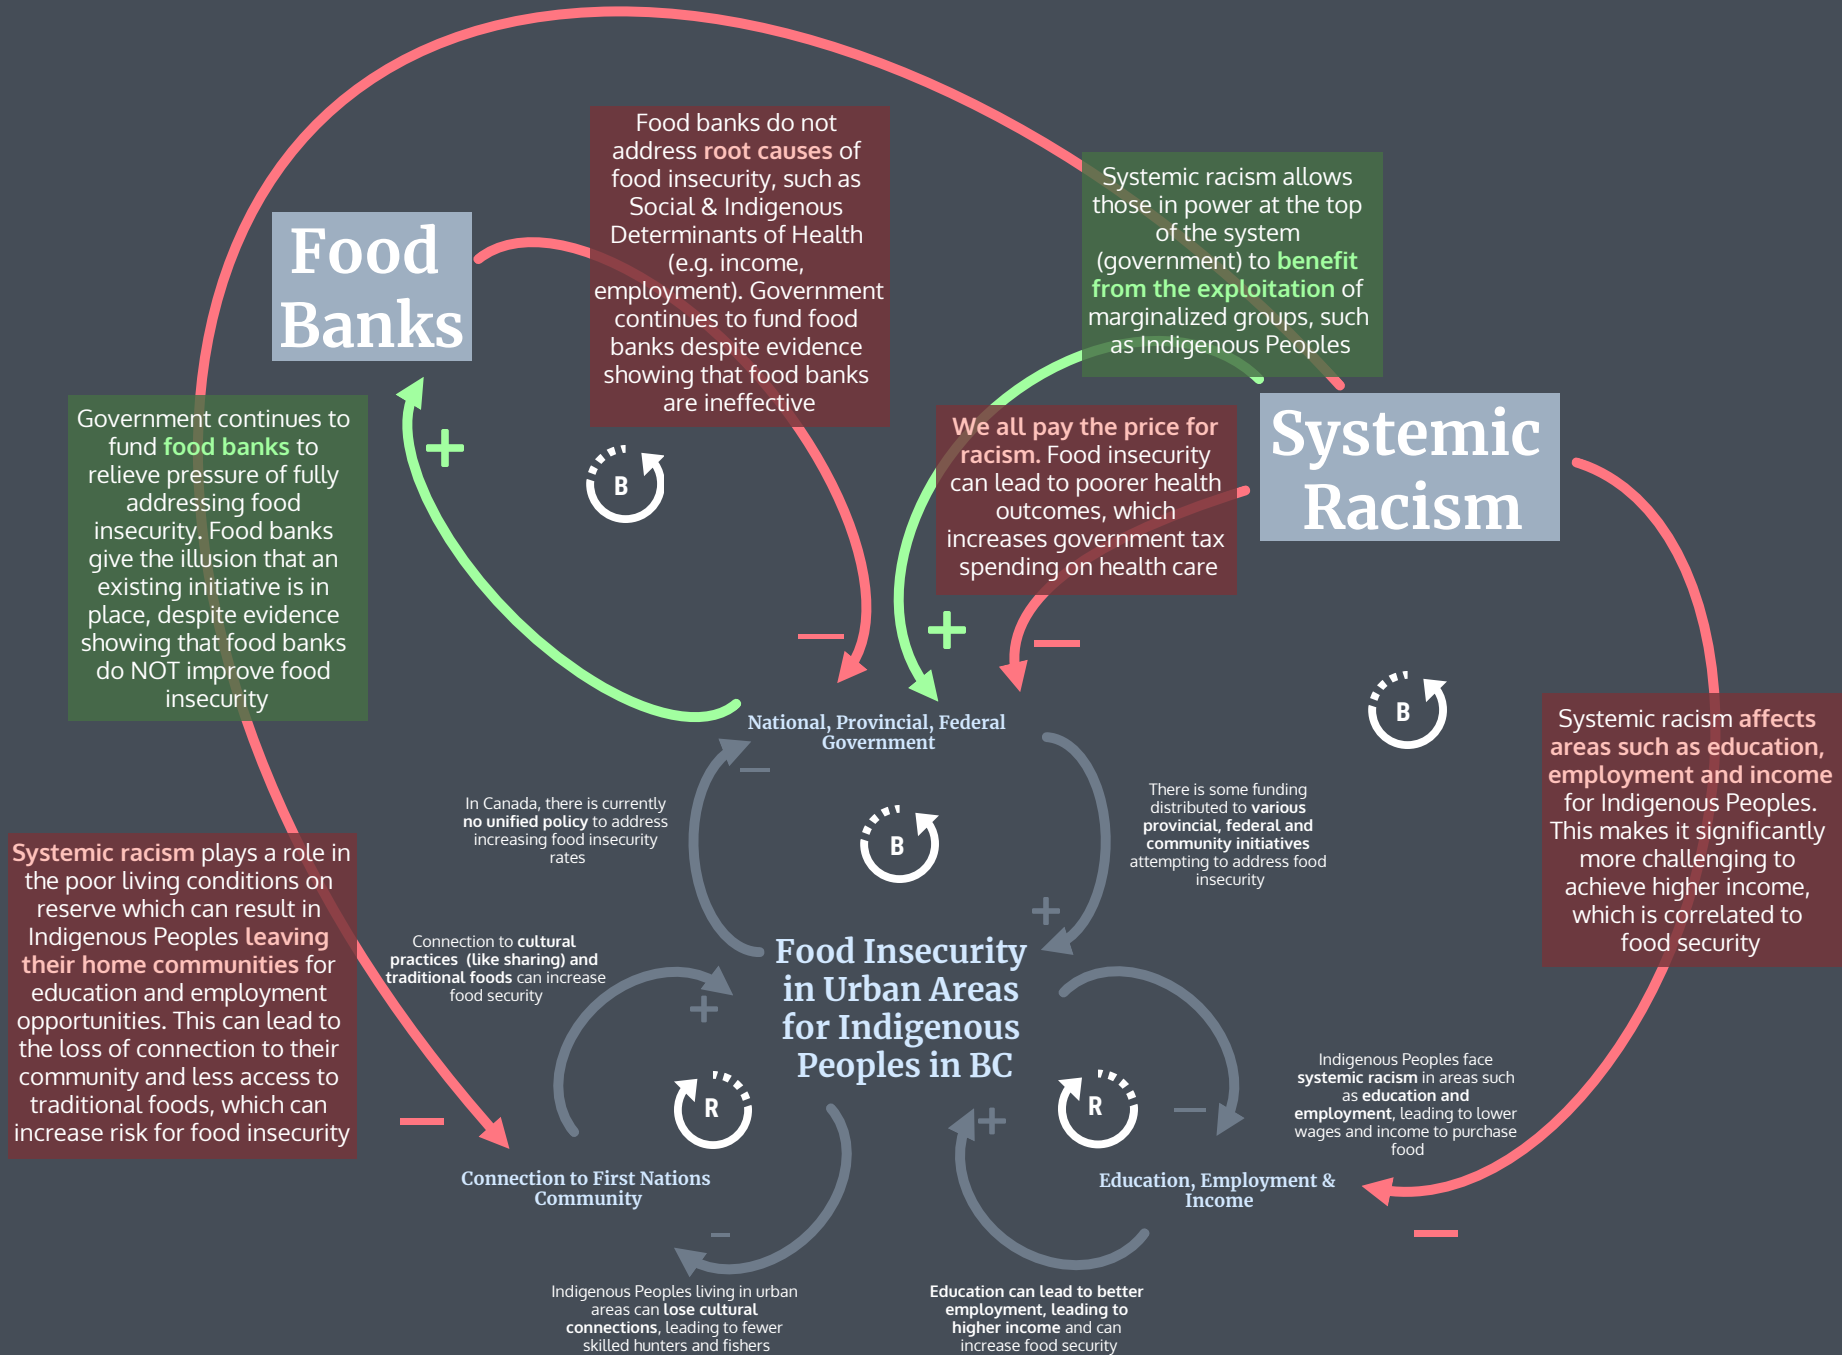 Food banks do not
address root causes of
food insecurity, such as
Social & Indigenous
Determinants of Health
(e.g. income,
employment). Government
continues to fund food
banks despite evidence
showing that food banks
are ineffective
Systemic racism allows
those in power at the top
of the system
(government) to benefit
from the exploitation of
marginalized groups, such
as Indigenous Peoples
Food
Banks
Government continues to
fund food banks to
relieve pressure of fully
addressing food
insecurity. Food banks
give the illusion that an
existing initiative is in
place, despite evidence
showing that food banks
do NOT improve food
insecurity
+
B
We all pay the price for
racism. Food insecurity
can lead to poorer health
outcomes, which
increases government tax
spending on health care
Systemic
Racism
—
+
—
B
National, Provincial, Federal
Government
—
Systemic racism affects
areas such as education,
employment and income
for Indigenous Peoples.
This makes it significantly
more challenging to
achieve higher income,
which is correlated to
food security
In Canada, there is currently
no unified policy to address
increasing food insecurity
rates
B
There is some funding
distributed to various
provincial, federal and
community initiatives
attempting to address food
insecurity
+
Systemic racism plays a role in
the poor living conditions on
reserve which can result in
Indigenous Peoples leaving
their home communities for
education and employment
opportunities. This can lead to
the loss of connection to their
community and less access to
traditional foods, which can
increase risk for food insecurity
Connection to cultural
practices (like sharing) and
traditional foods can increase
food security
+
Food Insecurity
in Urban Areas
for Indigenous
Peoples in BC
—
R
+
R
—
Indigenous Peoples face
systemic racism in areas such
as education and
employment, leading to lower
wages and income to purchase
food
Connection to First Nations
Community
Education, Employment &
Income
—
—
Indigenous Peoples living in urban
areas can lose cultural
connections, leading to fewer
skilled hunters and fishers
Education can lead to better
employment, leading to
higher income and can
increase food security